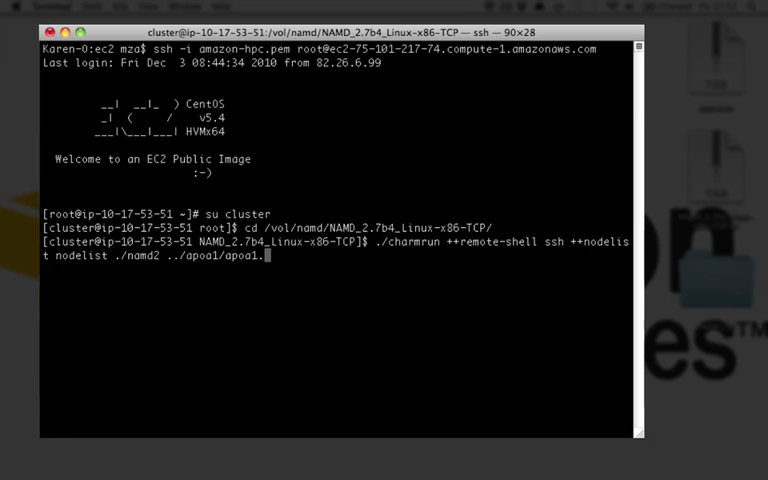 cluster@ip-10-17-53-51:/vol/namd/NAMD_2.7b4_Linux-x86-TCP — ssh — 90×28
Karen-0:ec2 mza$ ssh -i amazon-hpc.pem root@ec2-75-101-217-74.compute-1.amazonaws.com
Last login: Fri Dec  3 08:44:34 2010 from 82.26.6.99
__|  __|_  ) CentOS
_|  (     /  v5.4
___|\___|___| HVMx64
Welcome to an EC2 Public Image
:-)
[root@ip-10-17-53-51 ~]# su cluster
[cluster@ip-10-17-53-51 root]$ cd /vol/namd/NAMD_2.7b4_Linux-x86-TCP/
[cluster@ip-10-17-53-51 NAMD_2.7b4_Linux-x86-TCP]$ ./charmrun ++remote-shell ssh ++nodelis
t nodelist ./namd2 ../apoa1/apoa1.
es™